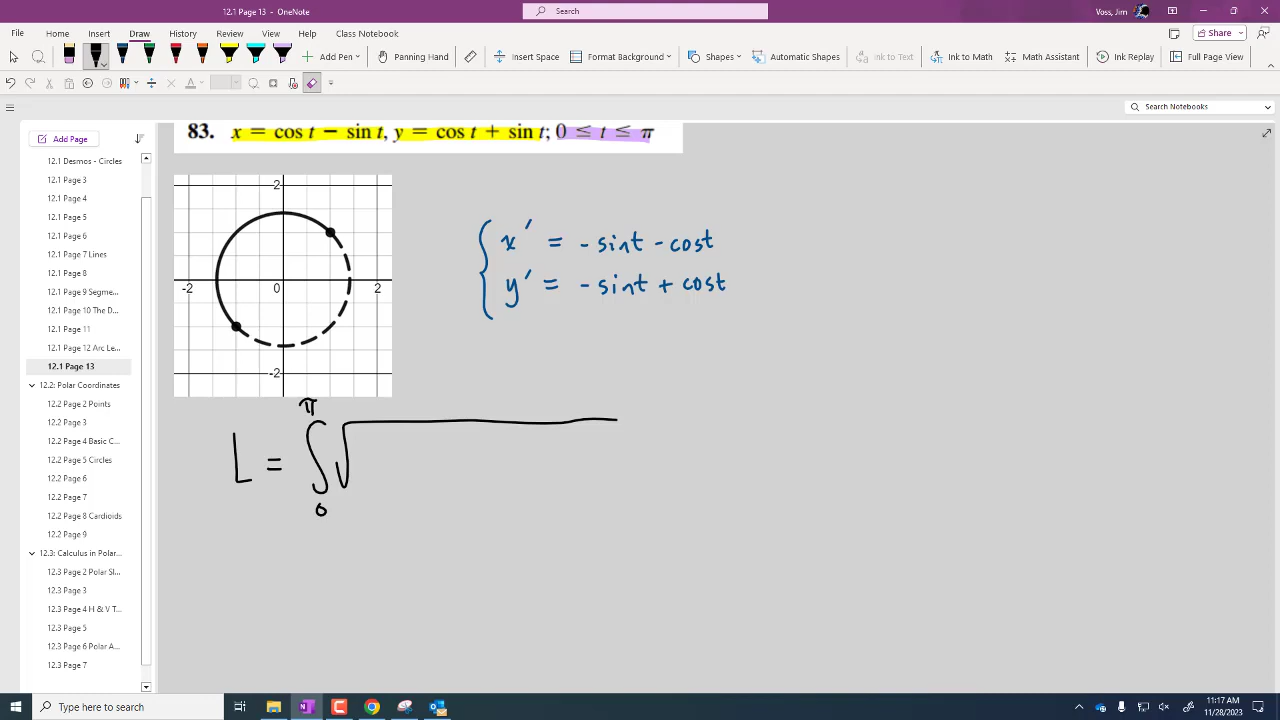 12.1 Page 13 - OneNote
Search
Voss, Jim
File
Home
Insert
Draw
History
Review
View
Help
Class Notebook
Share
Add Pen
Panning Hand
Insert Space
Format Background
Shapes
Automatic Shapes
Ink to Text
Ink to Math
Math Assistant
Ink Replay
Full Page View
Search Notebooks
Add Page
12.1 Desmos - Circles
12.1 Page 3
12.1 Page 4
12.1 Page 5
12.1 Page 6
12.1 Page 7 Lines
12.1 Page 8
12.1 Page 9 Segme...
12.1 Page 10 The D...
12.1 Page 11
12.1 Page 12 Arc Le...
12.1 Page 13
12.2: Polar Coordinates
12.2 Page 2 Points
12.2 Page 3
12.2 Page 4 Basic C...
12.2 Page 5 Circles
12.2 Page 6
12.2 Page 7
12.2 Page 8 Cardioids
12.2 Page 9
12.3: Calculus in Polar...
12.3 Page 2 Polar Sl...
12.3 Page 3
12.3 Page 4 H & V T...
12.3 Page 5
12.3 Page 6 Polar A...
12.3 Page 7
83. x = cos t − sin t, y = cos t + sin t; 0 ≤ t ≤ π
2
-2 0 2
-2
x' = -sint - cost
y' = -sint + cost
π
L = ∫√
0
Type here to search
11:17 AM
11/28/2023